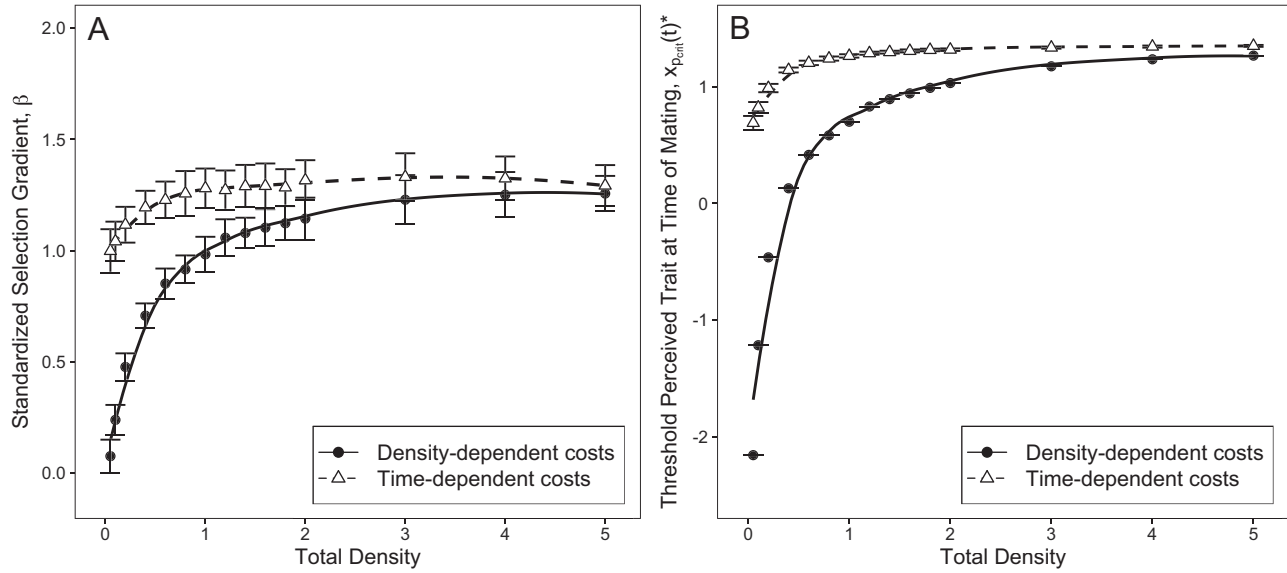 A
Standardized Selection Gradient, β
2.0
1.5
1.0
0.5
0.0
0
1
2
3
4
5
Total Density
Density-dependent costs
Time-dependent costs
B
Threshold Perceived Trait at Time of Mating, x_{p_{crit}}(t)*
1
0
-1
-2
0
1
2
3
4
5
Total Density
Density-dependent costs
Time-dependent costs